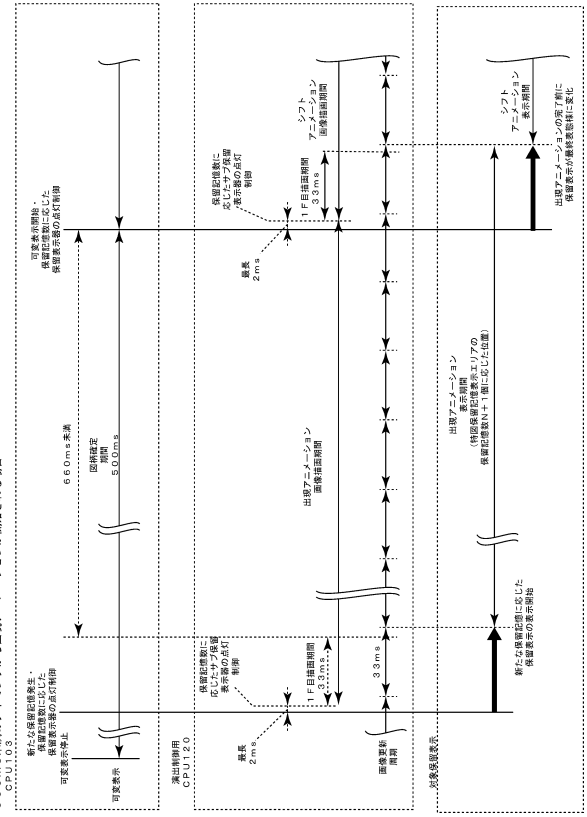 CPU103
新たな保留記憶発生・
保留記憶数に応じた
保留表示器の点灯制御
可変表示停止
可変表示
660ms未満
図柄確定
期間
500ms
可変表示開始・
保留記憶数に応じた
保留表示器の点灯制御
演出制御用
CPU120
保留記憶数に
応じたサブ保留
表示器の点灯
制御
最長
2ms
1F目描画期間
33ms
出現アニメーション
画像描画期間
保留記憶数に
応じたサブ保留
表示器の点灯
制御
最長
2ms
1F目描画期間
33ms
シフト
アニメーション
画像描画期間
画像更新
周期
33ms
対象保留表示
新たな保留記憶に応じた
保留表示の表示開始
出現アニメーション
表示期間
(特図保留記憶表示エリアの
保留記憶数N+1個に応じた位置)
シフト
アニメーション
表示期間
出現アニメーションの完了前に
保留表示が最終表態様に変化